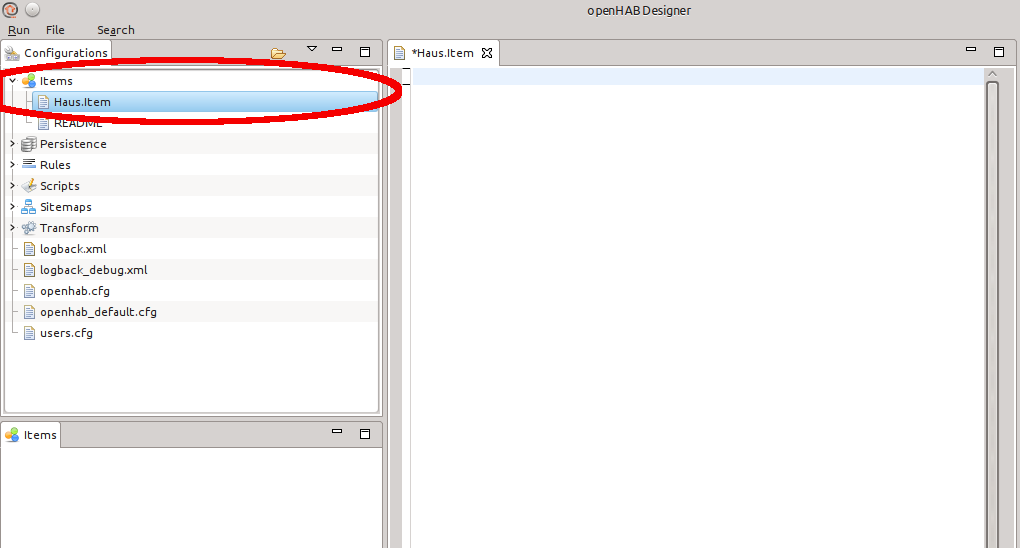 openHAB Designer
Run File Search
Configurations
*Haus.Item
Items
Haus.Item
README
Persistence
Rules
Scripts
Sitemaps
Transform
logback.xml
logback_debug.xml
openhab.cfg
openhab_default.cfg
users.cfg
Items